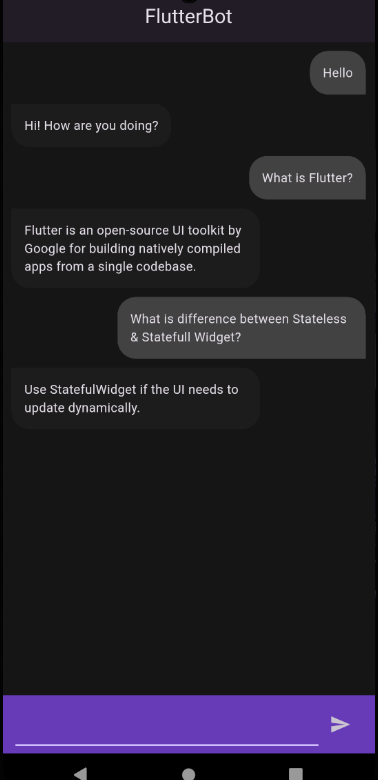 FlutterBot
Hello
Hi! How are you doing?
What is Flutter?
Flutter is an open-source UI toolkit by
Google for building natively compiled
apps from a single codebase.
What is difference between Stateless
& Statefull Widget?
Use StatefulWidget if the UI needs to
update dynamically.